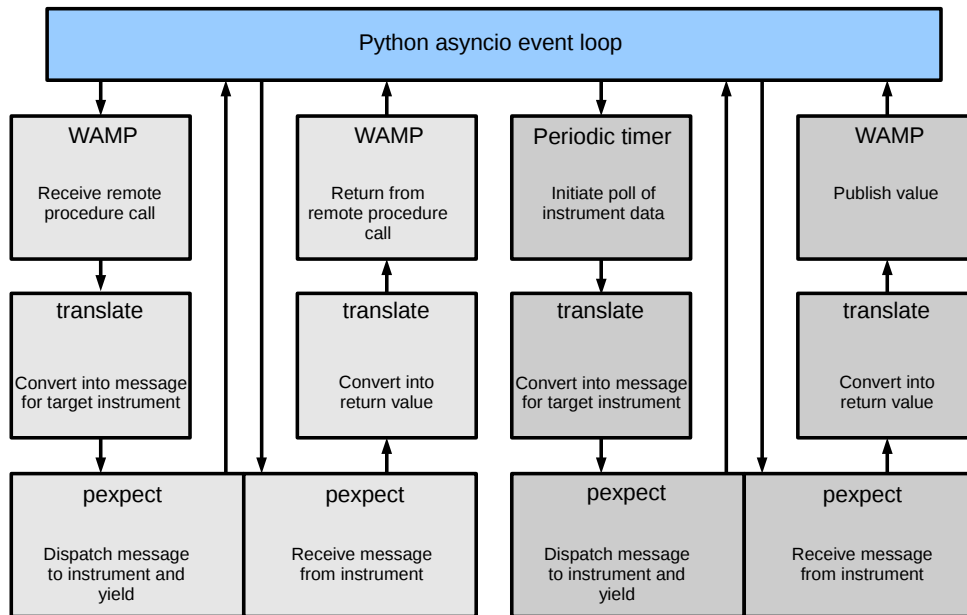 Python asyncio event loop
WAMP
Receive remote
procedure call
WAMP
Return from
remote procedure
call
Periodic timer
Initiate poll of
instrument data
WAMP
Publish value
translate
Convert into message
for target instrument
translate
Convert into
return value
translate
Convert into message
for target instrument
translate
Convert into
return value
pexpect
Dispatch message
to instrument and
yield
pexpect
Receive message
from instrument
pexpect
Dispatch message
to instrument and
yield
pexpect
Receive message
from instrument